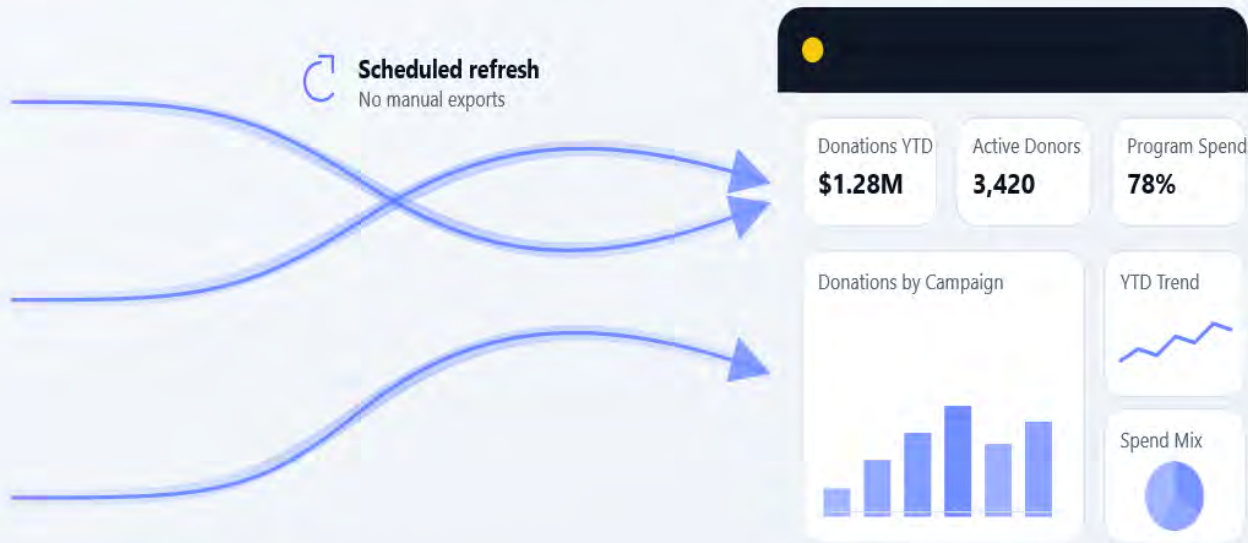 Scheduled refresh
No manual exports
Donations YTD
$1.28M
Active Donors
3,420
Program Spend
78%
Donations by Campaign
YTD Trend
Spend Mix